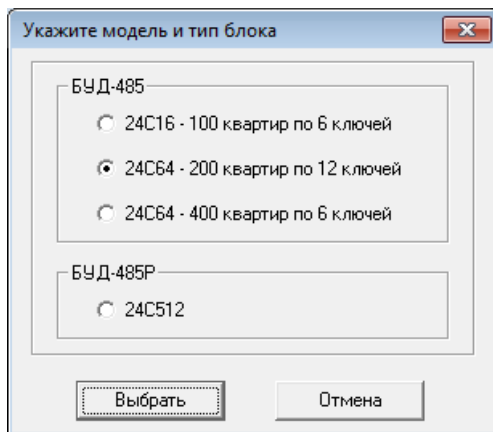 Укажите модель и тип блока
БУД-485
24С16 - 100 квартир по 6 ключей
24С64 - 200 квартир по 12 ключей
24С64 - 400 квартир по 6 ключей
БУД-485Р
24С512
Выбрать
Отмена